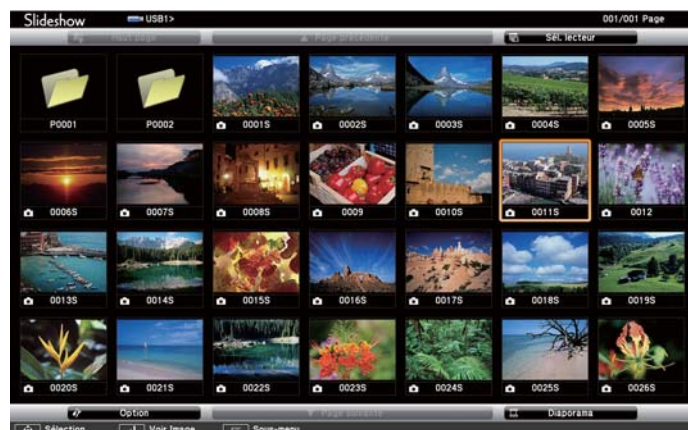 Slideshow USB1> 001/001 Page
Haut page Page précédente Sél. lecteur
P0001 P0002 0001S 0002S 0003S 0004S 0005S
0006S 0007S 0008S 0009 0010S 0011S 0012
0013S 0014S 0015S 0016S 0017S 0018S 0019S
0020S 0021S 0022S 0023S 0024S 0025S 0026S
Option Page suivante Diaporama
Sélection Voir Image Sous-menu